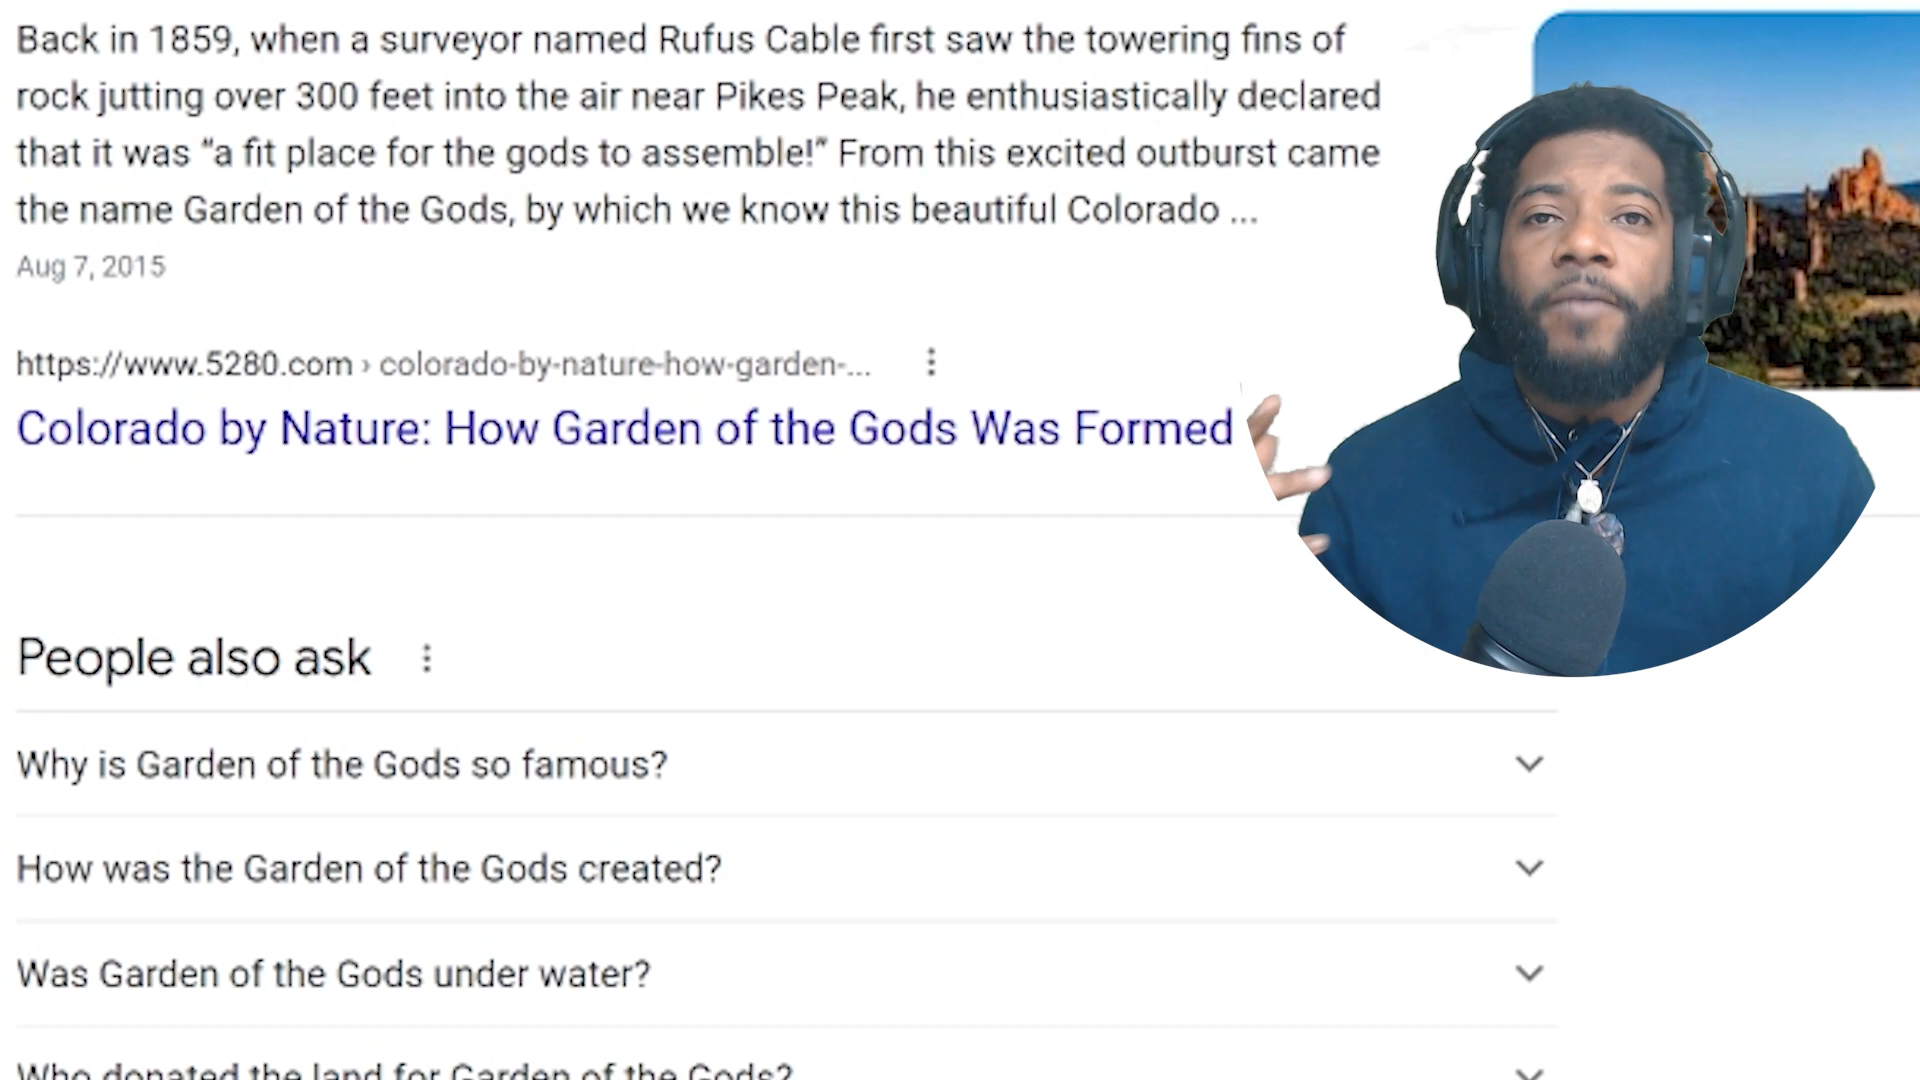 Back in 1859, when a surveyor named Rufus Cable first saw the towering fins of
rock jutting over 300 feet into the air near Pikes Peak, he enthusiastically declared
that it was “a fit place for the gods to assemble!” From this excited outburst came
the name Garden of the Gods, by which we know this beautiful Colorado ...
Aug 7, 2015
https://www.5280.com › colorado-by-nature-how-garden-...
Colorado by Nature: How Garden of the Gods Was Formed
People also ask
Why is Garden of the Gods so famous?
How was the Garden of the Gods created?
Was Garden of the Gods under water?
Who donated the land for Garden of the Gods?